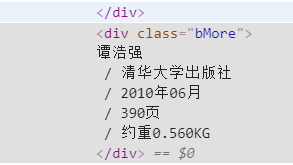 </div>
<div class="bMore">
谭浩强
/ 清华大学出版社
/ 2010年06月
/ 390页
/ 约重0.560KG
</div> == $0